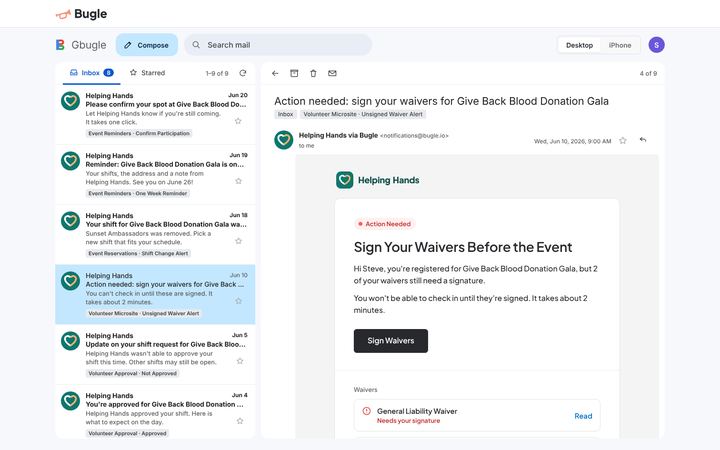 Bugle
Gbugle
Compose
Search mail
Desktop
iPhone
S
Inbox 8
Starred
1–9 of 9
4 of 9
Helping Hands Jun 20
Please confirm your spot at Give Back Blood Do...
Let Helping Hands know if you're still coming.
It takes one click.
Event Reminders · Confirm Participation
Helping Hands Jun 19
Reminder: Give Back Blood Donation Gala is on...
Your shifts, the address and a note from
Helping Hands. See you on June 26!
Event Reminders · One Week Reminder
Helping Hands Jun 18
Your shift for Give Back Blood Donation Gala wa...
Sunset Ambassadors was removed. Pick a
new shift that fits your schedule.
Event Reservations · Shift Change Alert
Helping Hands Jun 10
Action needed: sign your waivers for Give Back ...
You can't check in until these are signed. It
takes about 2 minutes.
Volunteer Microsite · Unsigned Waiver Alert
Helping Hands Jun 5
Update on your shift request for Give Back Bloo...
Helping Hands wasn't able to approve your
shift this time. Other shifts may still be open.
Volunteer Approval · Not Approved
Helping Hands Jun 4
You're approved for Give Back Blood Donation ...
Helping Hands approved your shift. Here is
what to expect on the day.
Volunteer Approval · Approved
Action needed: sign your waivers for Give Back Blood Donation Gala
Inbox
Volunteer Microsite · Unsigned Waiver Alert
Helping Hands via Bugle <notifications@bugle.io>
to me
Wed, Jun 10, 2026, 9:00 AM
Helping Hands
Action Needed
Sign Your Waivers Before the Event
Hi Steve, you're registered for Give Back Blood Donation Gala, but 2
of your waivers still need a signature.
You won't be able to check in until they're signed. It takes about 2
minutes.
Sign Waivers
Waivers
General Liability Waiver
Needs your signature
Read